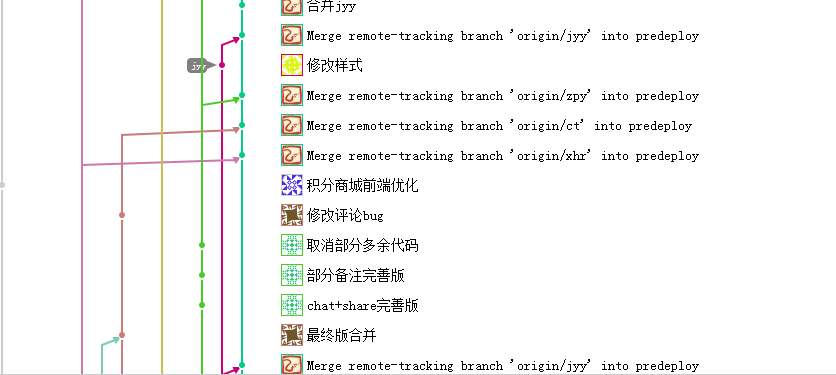 合并jyy
Merge remote-tracking branch 'origin/jyy' into predeploy
jyy
修改样式
Merge remote-tracking branch 'origin/zpy' into predeploy
Merge remote-tracking branch 'origin/ct' into predeploy
Merge remote-tracking branch 'origin/xhr' into predeploy
积分商城前端优化
修改评论bug
取消部分多余代码
部分备注完善版
chat+share完善版
最终版合并
Merge remote-tracking branch 'origin/jyy' into predeploy